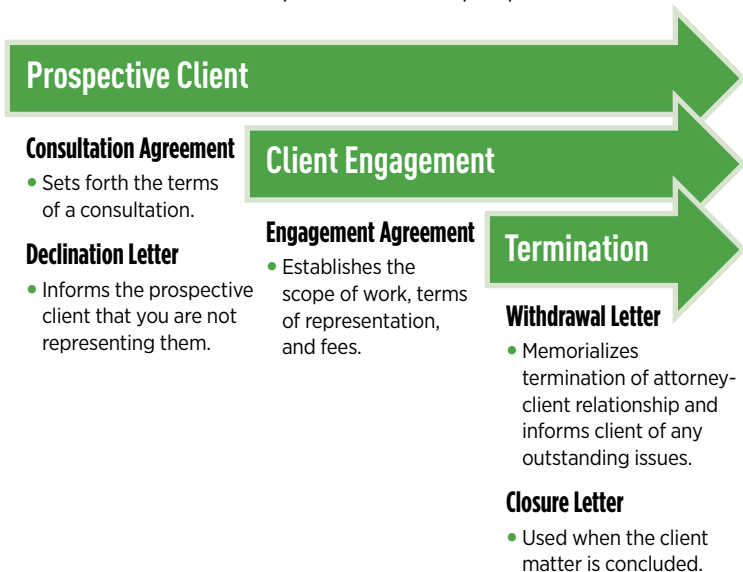 Prospective Client
Consultation Agreement
• Sets forth the terms
of a consultation.
Declination Letter
• Informs the prospective
client that you are not
representing them.
Client Engagement
Engagement Agreement
• Establishes the
scope of work, terms
of representation,
and fees.
Termination
Withdrawal Letter
• Memorializes
termination of attorney-
client relationship and
informs client of any
outstanding issues.
Closure Letter
• Used when the client
matter is concluded.